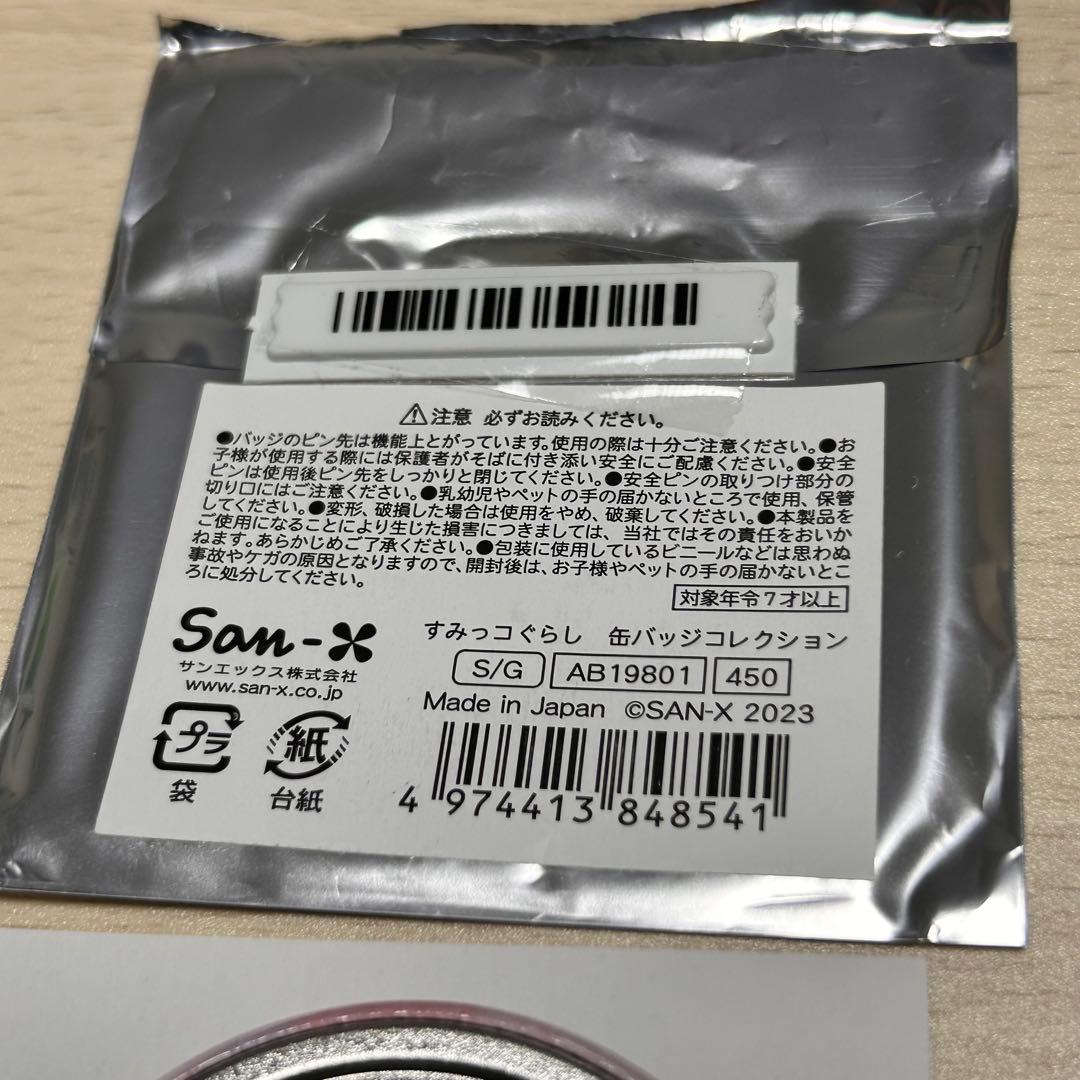 ⚠注意 必ずお読みください。
●バッジのピン先は機能上とがっています。使用の際は十分ご注意ください。●お
子様が使用する際には保護者がそばに付き添い安全にご配慮ください。●安全
ピンは使用後ピン先をしっかりと閉じてください。●安全ピンの取りつけ部分の
切り口にはご注意ください。●乳幼児やペットの手の届かないところで使用、保管
してください。●変形、破損した場合は使用をやめ、破棄してください。●本製品を
ご使用になることにより生じた損害につきましては、当社ではその責任をおいか
ねます。あらかじめご了承ください。●包装に使用しているビニールなどは思わぬ
事故やケガの原因となりますので、開封後は、お子様やペットの手の届かないとこ
ろに処分してください。
対象年令7才以上
San-X
サンエックス株式会社
www.san-x.co.jp
すみっコぐらし 缶バッジコレクション
S/G AB19801 450
Made in Japan ©SAN-X 2023
プラ
袋
紙
台紙
4 974413 848541